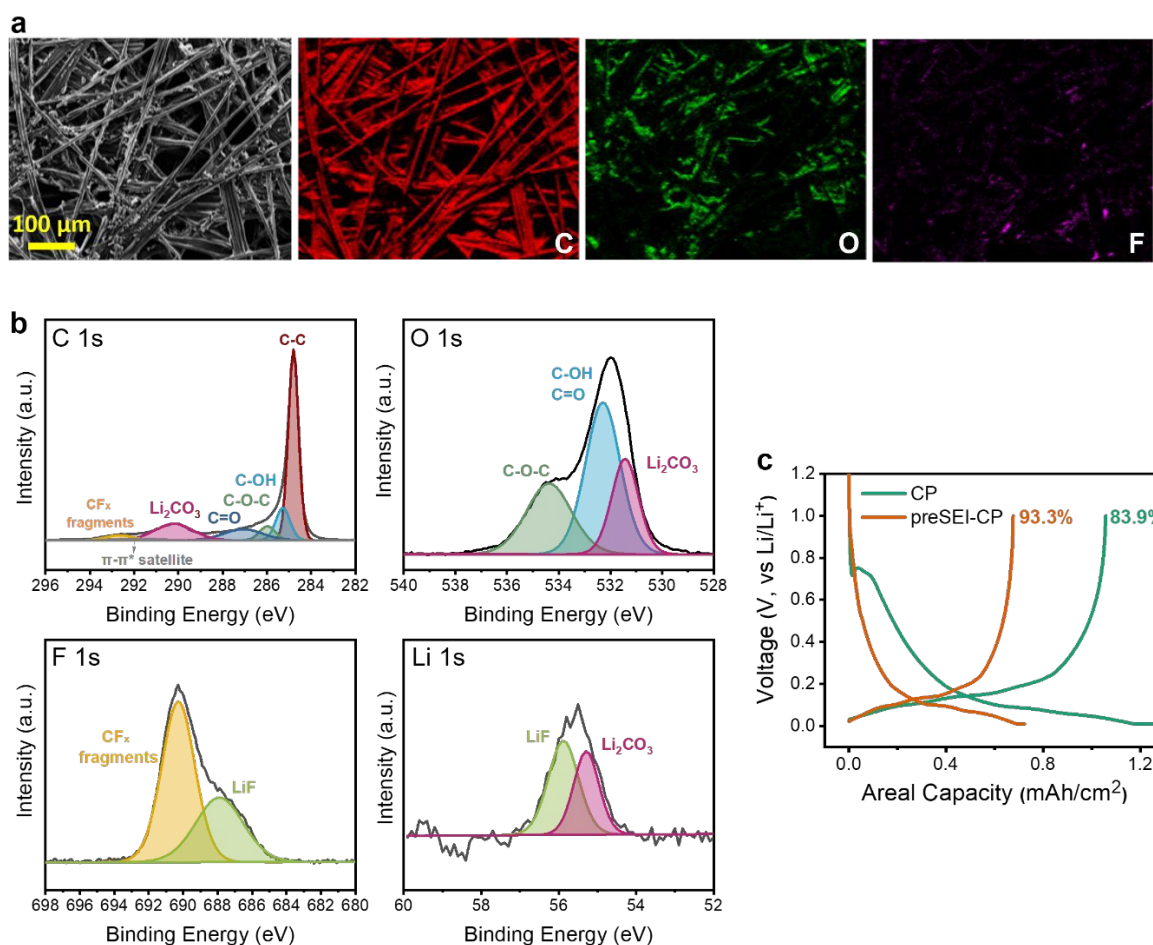 a
100 μm
C
O
F
b
C 1s
C-C
C-OH
C-O-C
C=O
Li₂CO₃
CFₓ
fragments
π-π* satellite
296 294 292 290 288 286 284 282
Binding Energy (eV)
Intensity (a.u.)
O 1s
C-OH
C=O
C-O-C
Li₂CO₃
540 538 536 534 532 530 528
Binding Energy (eV)
Intensity (a.u.)
F 1s
CFₓ
fragments
LiF
698 696 694 692 690 688 686 684 682 680
Binding Energy (eV)
Intensity (a.u.)
Li 1s
LiF
Li₂CO₃
60 58 56 54 52
Binding Energy (eV)
Intensity (a.u.)
c
CP
preSEI-CP
93.3%
83.9%
1.2
1.0
0.8
0.6
0.4
0.2
0.0
Voltage (V, vs Li/Li⁺)
0.0 0.4 0.8 1.2
Areal Capacity (mAh/cm²)